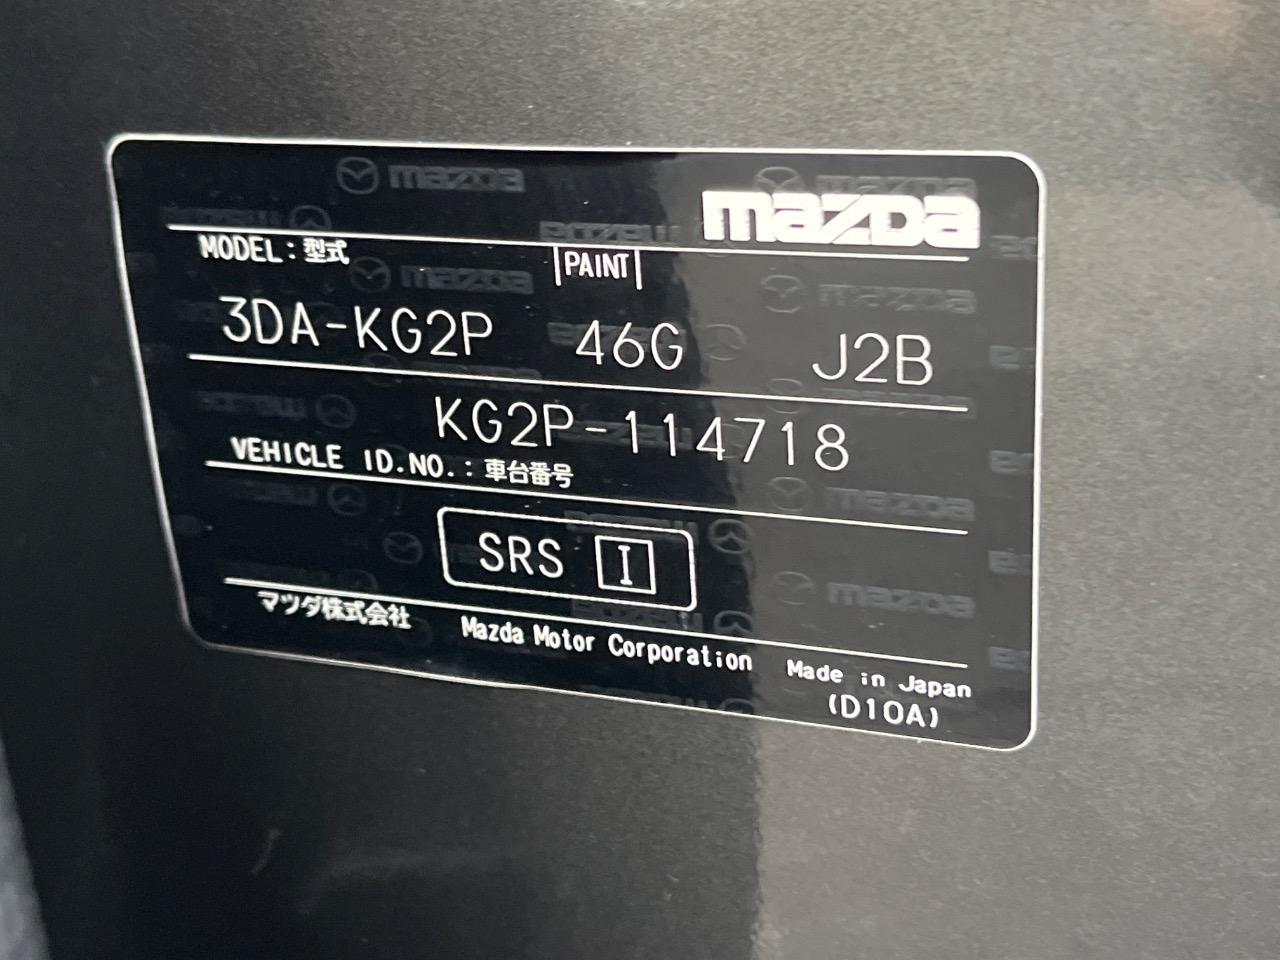 mazda
MODEL:型式 PAINT
3DA-KG2P 46G J2B
KG2P-114718
VEHICLE ID.NO.:車台番号
SRS I
マツダ株式会社 Mazda Motor Corporation Made in Japan
(D10A)